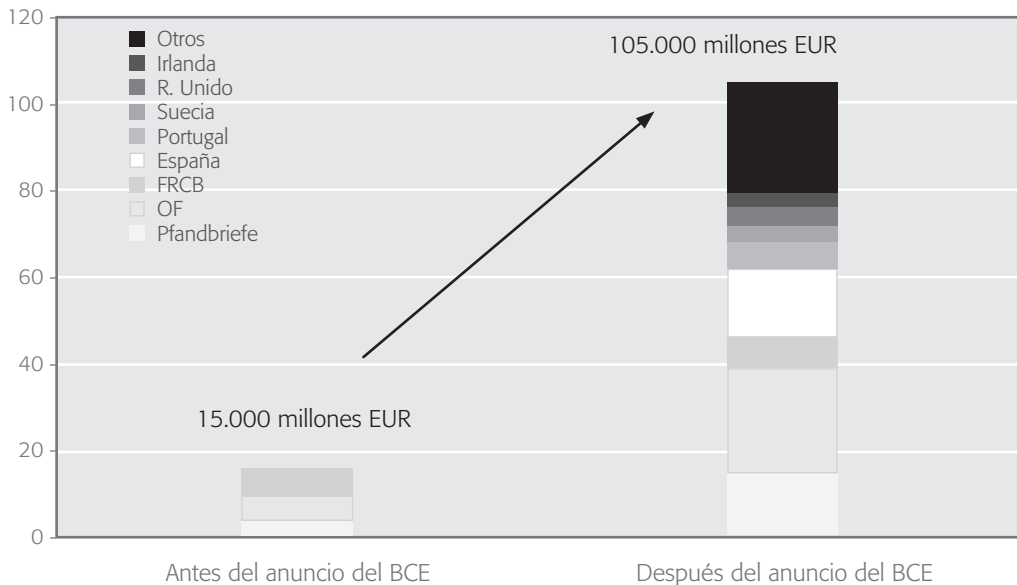 120
100
80
60
40
20
0
Otros
Irlanda
R. Unido
Suecia
Portugal
España
FRCB
OF
Pfandbriefe
105.000 millones EUR
15.000 millones EUR
Antes del anuncio del BCE
Después del anuncio del BCE